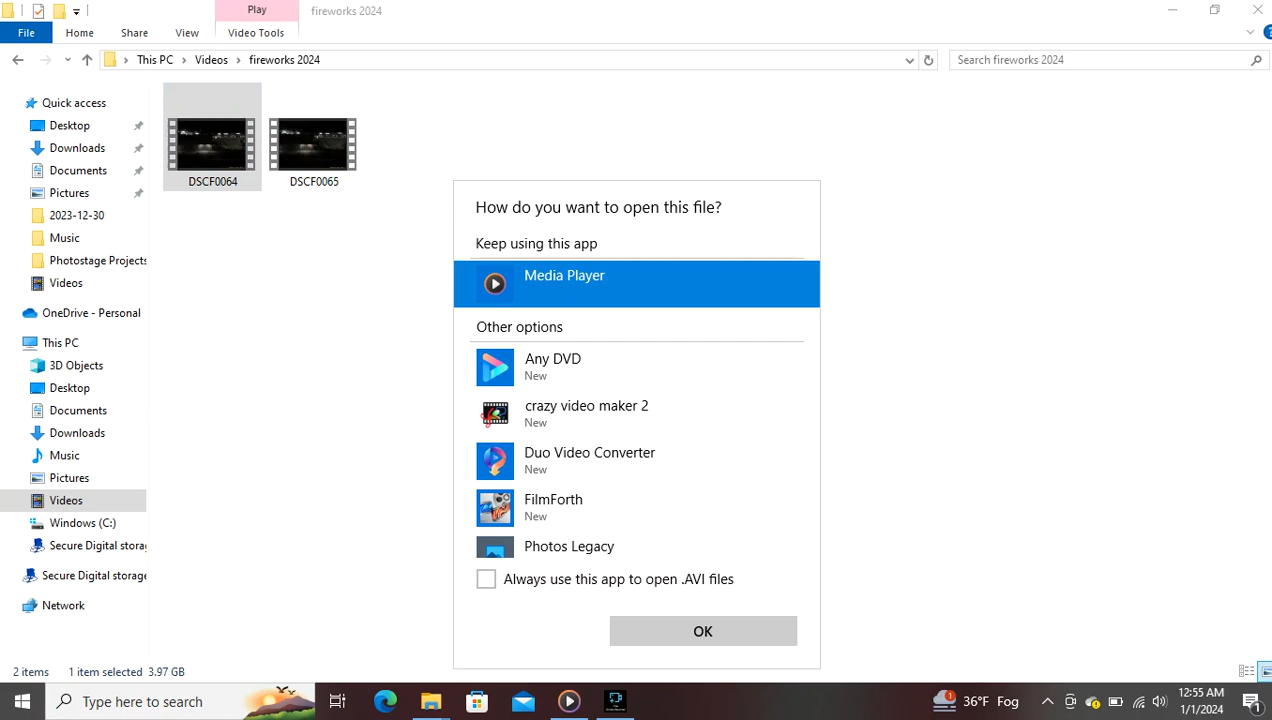 Play
fireworks 2024
File
Home
Share
View
Video Tools
This PC
Videos
fireworks 2024
Search fireworks 2024
Quick access
Desktop
Downloads
Documents
Pictures
2023-12-30
Music
Photostage Projects
Videos
OneDrive - Personal
This PC
3D Objects
Desktop
Documents
Downloads
Music
Pictures
Videos
Windows (C:)
Secure Digital storag
Secure Digital storage
Network
DSCF0064
DSCF0065
How do you want to open this file?
Keep using this app
Media Player
Other options
Any DVD
New
crazy video maker 2
New
Duo Video Converter
New
FilmForth
New
Photos Legacy
Always use this app to open .AVI files
OK
2 items
1 item selected 3.97 GB
Type here to search
1
36°F Fog
12:55 AM
1/1/2024
1